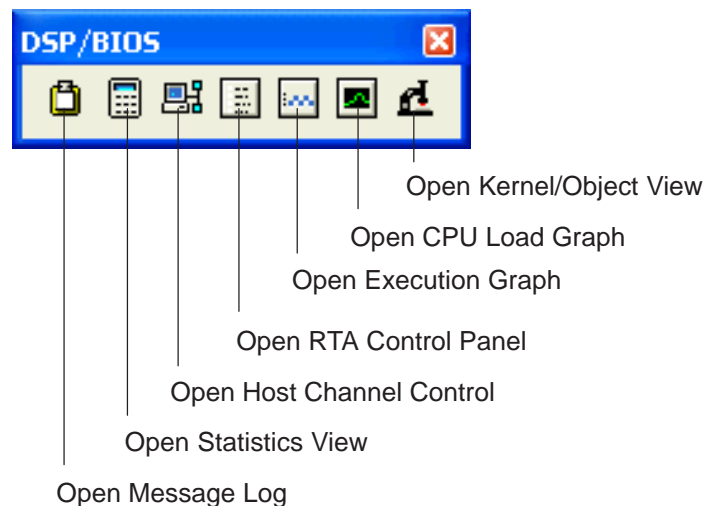 DSP/BIOS
Open Kernel/Object View
Open CPU Load Graph
Open Execution Graph
Open RTA Control Panel
Open Host Channel Control
Open Statistics View
Open Message Log